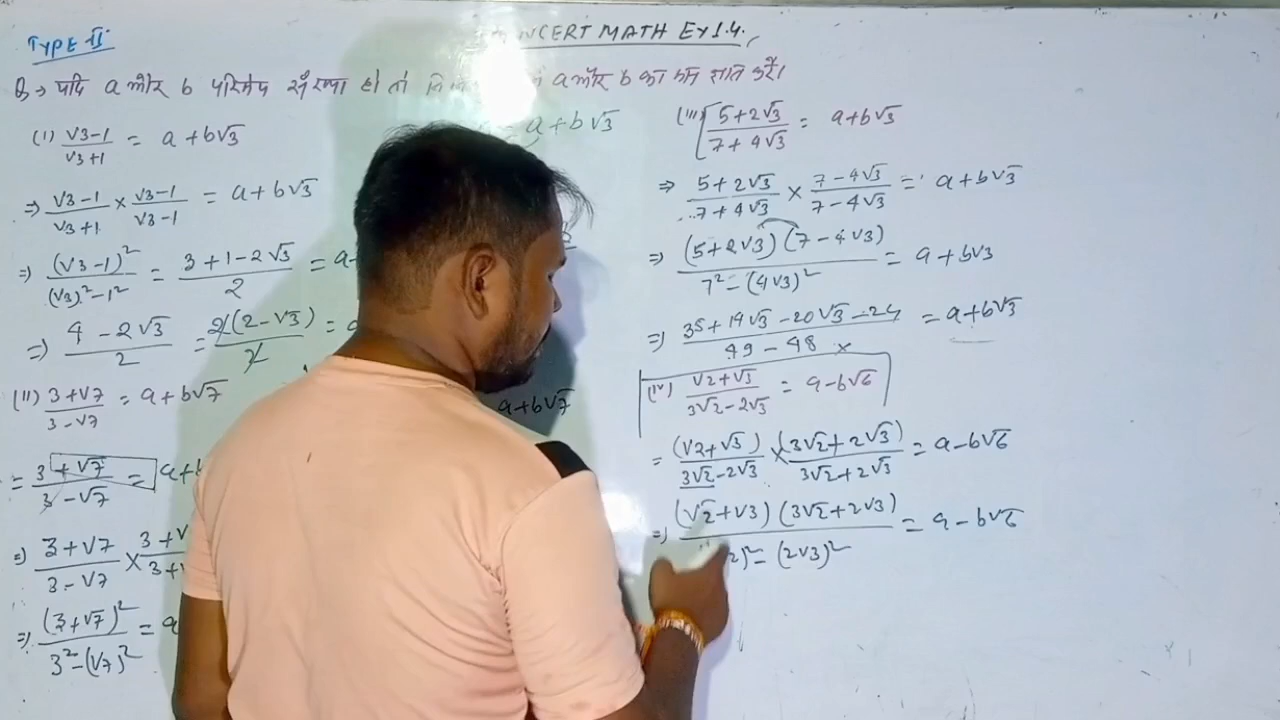 TYPE II
NCERT MATH EX 1.4.
Q→ यदि a और b परिमेय संख्या हो तो a और b का मान ज्ञात करें।
(I) √3-1/√3+1 = a+b√3
⇒ √3-1/√3+1 × √3-1/√3-1 = a+b√3
⇒ (√3-1)²/(√3)²-1² = 3+1-2√3/2 = a
⇒ 4-2√3/2 = 2(2-√3)/2 =
(II) 3+√7/3-√7 = a+b√7
= 3+√7/3-√7 = a+b
⇒ 3+√7/3-√7 × 3+√
⇒ (3+√7)²/3²-(√7)² = a
= a+b√3
a+b√7
(III) 5+2√3/7+4√3 = a+b√3
⇒ 5+2√3/7+4√3 × 7-4√3/7-4√3 = a+b√3
⇒ (5+2√3)(7-4√3)/7²-(4√3)² = a+b√3
⇒ 35+14√3-20√3-24/49-48 = a+b√3
(IV) √2+√3/3√2-2√3 = a-b√6
= (√2+√3)/3√2-2√3 × (3√2+2√3)/3√2+2√3 = a-b√6
⇒ (√2+√3)(3√2+2√3)/2)²-(2√3)² = a-b√6